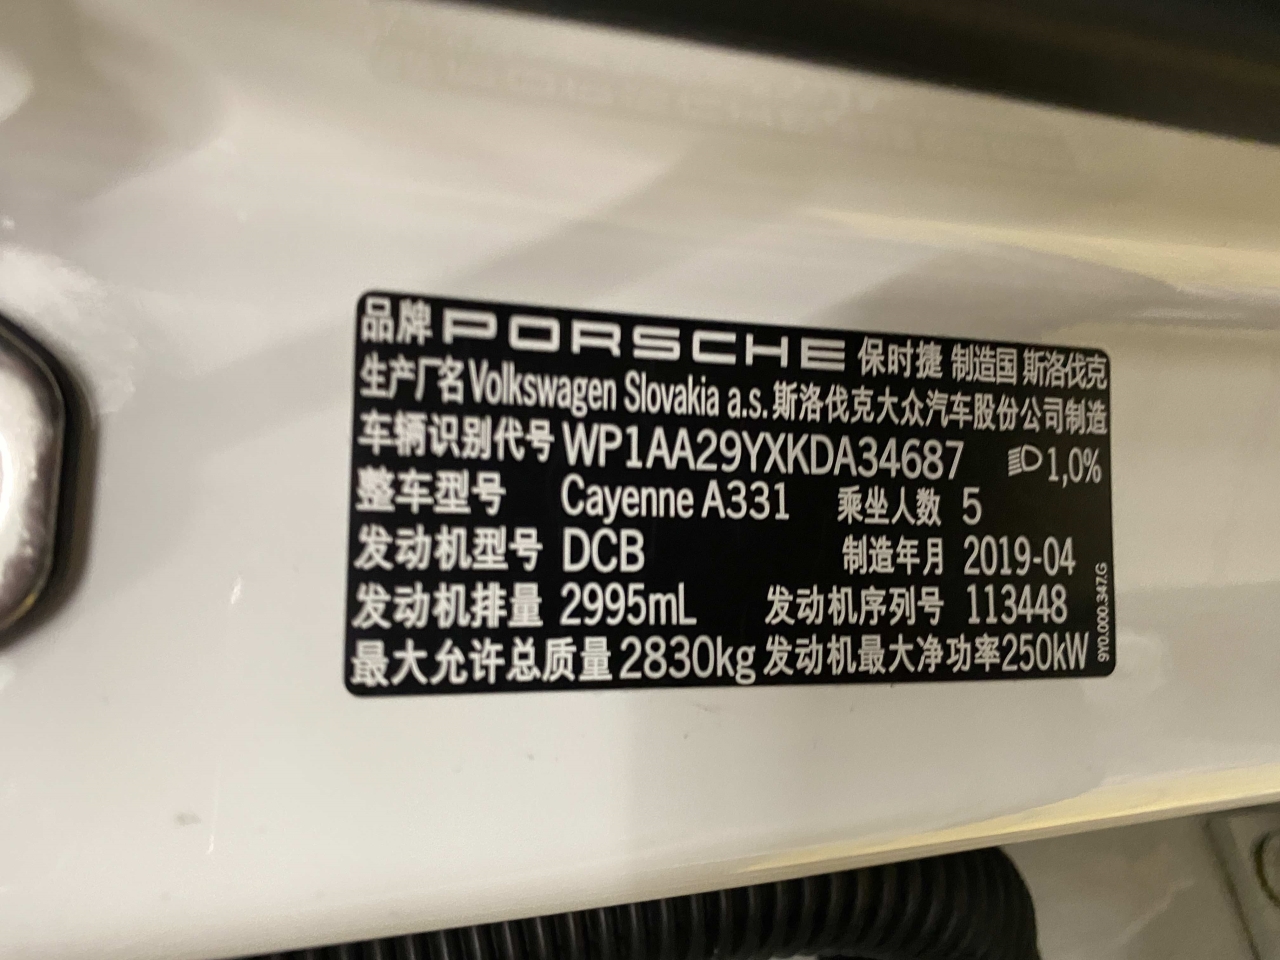 品牌 PORSCHE 保时捷 制造国 斯洛伐克
生产厂名 Volkswagen Slovakia a.s. 斯洛伐克大众汽车股份公司制造
车辆识别代号 WP1AA29YXKDA34687 1,0%
整车型号 Cayenne A331 乘坐人数 5
发动机型号 DCB 制造年月 2019-04
发动机排量 2995mL 发动机序列号 113448
最大允许总质量 2830kg 发动机最大净功率 250kW
9Y0.000.347.G